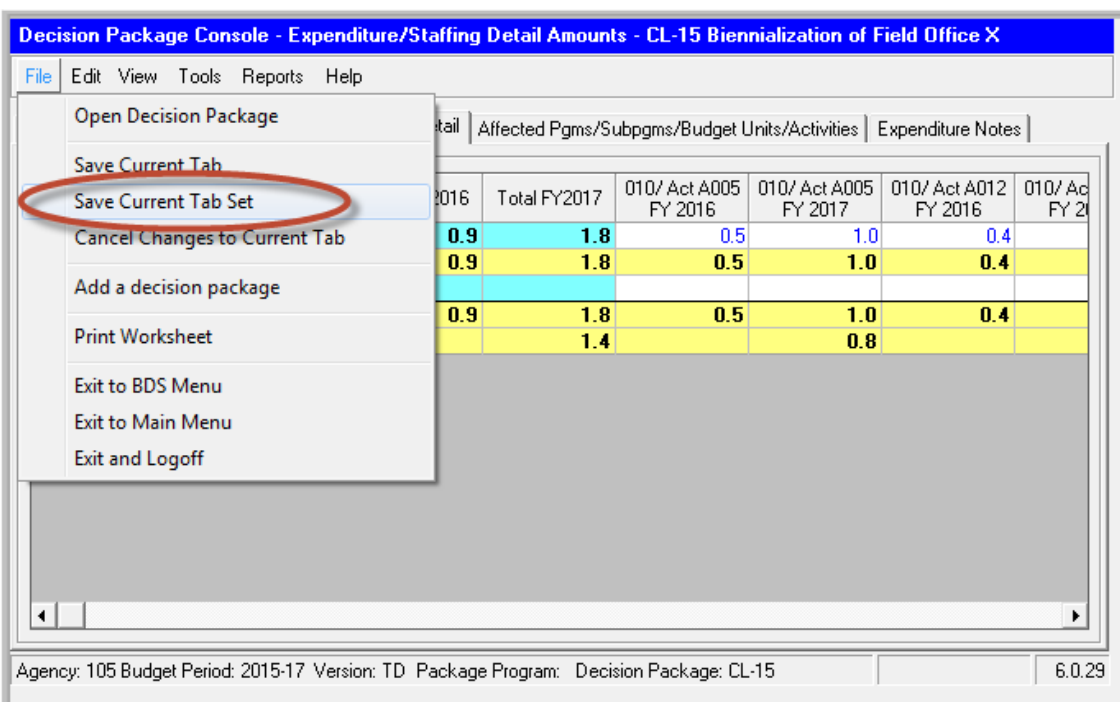 Decision Package Console - Expenditure/Staffing Detail Amounts - CL-15 Biennialization of Field Office X
File Edit View Tools Reports Help
Open Decision Package
Save Current Tab
Save Current Tab Set
Cancel Changes to Current Tab
Add a decision package
Print Worksheet
Exit to BDS Menu
Exit to Main Menu
Exit and Logoff
Affected Pgms/Subpgms/Budget Units/Activities Expenditure Notes
Total FY2017 010/ Act A005 010/ Act A005 010/ Act A012
FY 2016 FY 2017 FY 2016
0.9 1.8 0.5 1.0 0.4
0.9 1.8 0.5 1.0 0.4
0.9 1.8 0.5 1.0 0.4
1.4 0.8
Agency: 105 Budget Period: 2015-17 Version: TD Package Program: Decision Package: CL-15 6.0.29